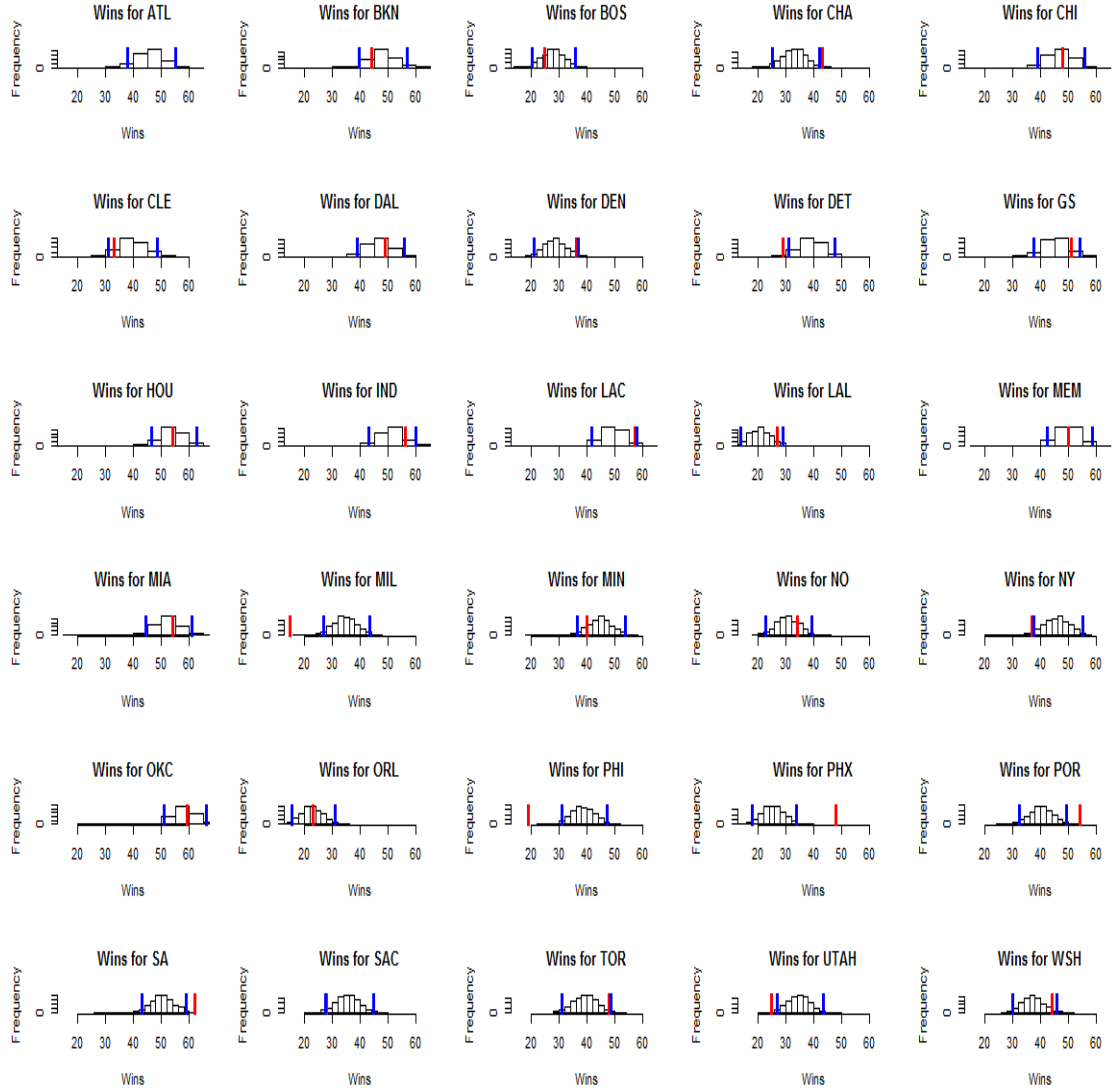 Wins for ATL
Frequency
0
20 30 40 50 60
Wins
Wins for BKN
Frequency
0
20 30 40 50 60
Wins
Wins for BOS
Frequency
0
20 30 40 50 60
Wins
Wins for CHA
Frequency
0
20 30 40 50 60
Wins
Wins for CHI
Frequency
0
20 30 40 50 60
Wins
Wins for CLE
Frequency
0
20 30 40 50 60
Wins
Wins for DAL
Frequency
0
20 30 40 50 60
Wins
Wins for DEN
Frequency
0
20 30 40 50 60
Wins
Wins for DET
Frequency
0
20 30 40 50 60
Wins
Wins for GS
Frequency
0
20 30 40 50 60
Wins
Wins for HOU
Frequency
0
20 30 40 50 60
Wins
Wins for IND
Frequency
0
20 30 40 50 60
Wins
Wins for LAC
Frequency
0
20 30 40 50 60
Wins
Wins for LAL
Frequency
0
20 30 40 50 60
Wins
Wins for MEM
Frequency
0
20 30 40 50 60
Wins
Wins for MIA
Frequency
0
20 30 40 50 60
Wins
Wins for MIL
Frequency
0
20 30 40 50 60
Wins
Wins for MIN
Frequency
0
20 30 40 50 60
Wins
Wins for NO
Frequency
0
20 30 40 50 60
Wins
Wins for NY
Frequency
0
20 30 40 50 60
Wins
Wins for OKC
Frequency
0
20 30 40 50 60
Wins
Wins for ORL
Frequency
0
20 30 40 50 60
Wins
Wins for PHI
Frequency
0
20 30 40 50 60
Wins
Wins for PHX
Frequency
0
20 30 40 50 60
Wins
Wins for POR
Frequency
0
20 30 40 50 60
Wins
Wins for SA
Frequency
0
20 30 40 50 60
Wins
Wins for SAC
Frequency
0
20 30 40 50 60
Wins
Wins for TOR
Frequency
0
20 30 40 50 60
Wins
Wins for UTAH
Frequency
0
20 30 40 50 60
Wins
Wins for WSH
Frequency
0
20 30 40 50 60
Wins